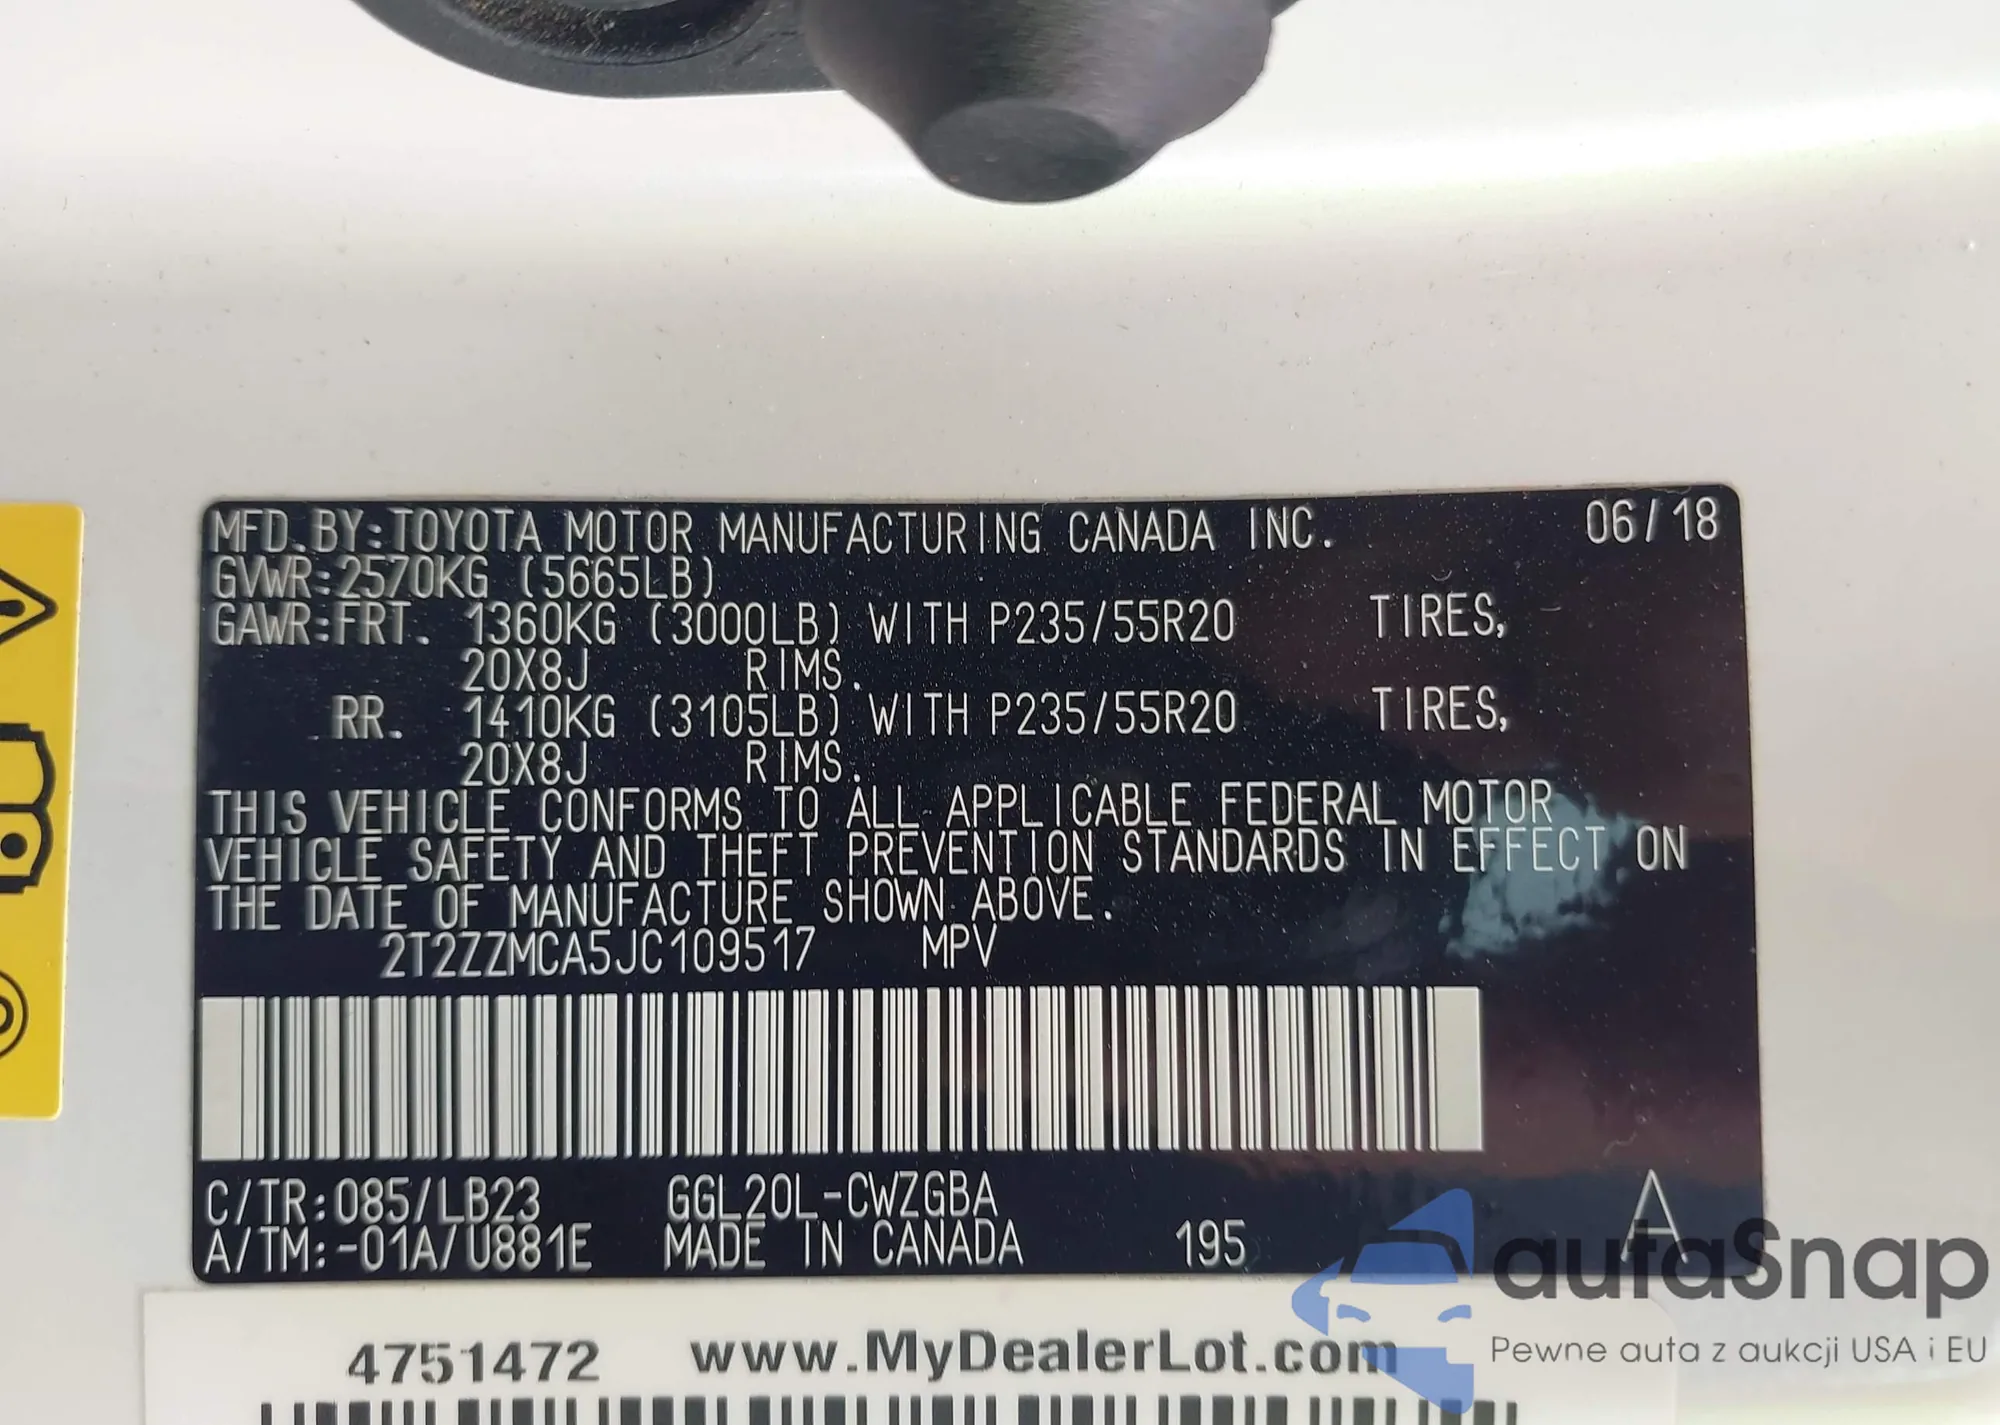 MFD.BY:TOYOTA MOTOR MANUFACTURING CANADA INC. 06/18
GVWR:2570KG (5665LB)
GAWR:FRT. 1360KG (3000LB) WITH P235/55R20 TIRES,
20X8J RIMS.
RR. 1410KG (3105LB) WITH P235/55R20 TIRES,
20X8J RIMS.
THIS VEHICLE CONFORMS TO ALL APPLICABLE FEDERAL MOTOR
VEHICLE SAFETY AND THEFT PREVENTION STANDARDS IN EFFECT ON
THE DATE OF MANUFACTURE SHOWN ABOVE.
2T2ZZMCA5JC109517 MPV
C/TR:085/LB23 GGL20L-CWZGBA
A/TM:-01A/U881E MADE IN CANADA 195 A
4751472 www.MyDealerLot.com
autaSnap
Pewne auta z aukcji USA i EU